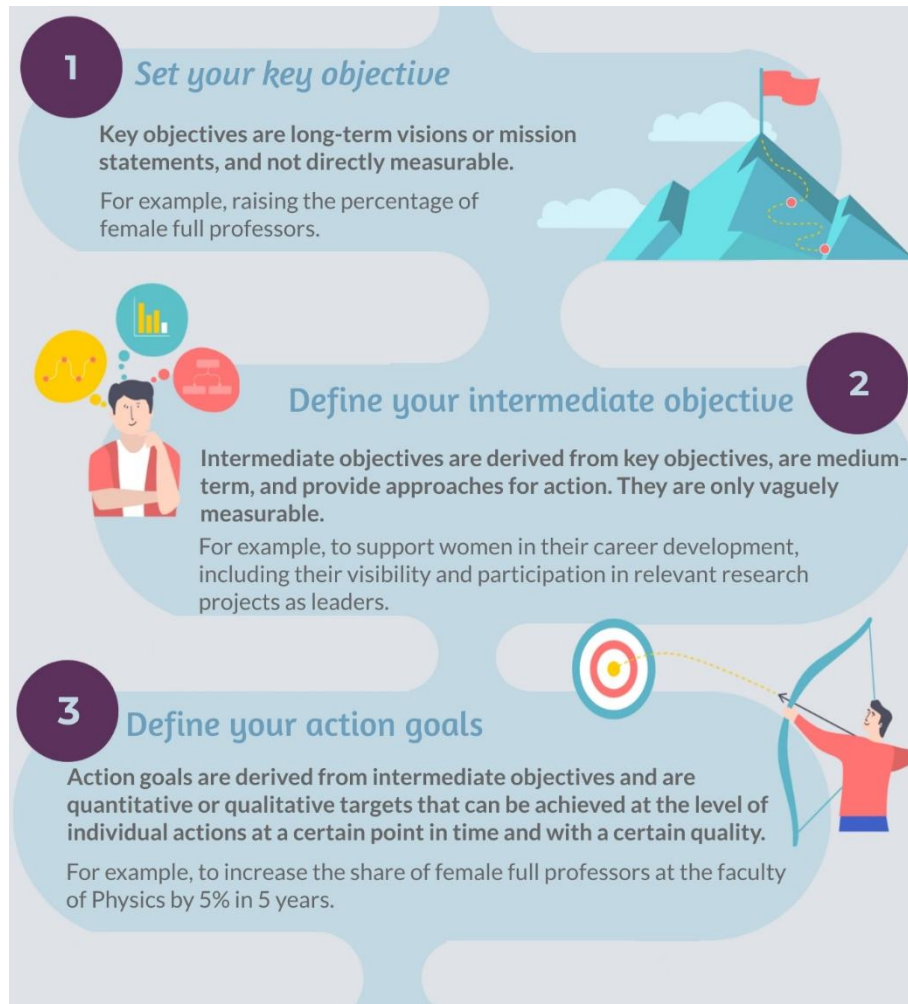 1
Set your key objective
Key objectives are long-term visions or mission
statements, and not directly measurable.
For example, raising the percentage of
female full professors.
2
Define your intermediate objective
Intermediate objectives are derived from key objectives, are medium-
term, and provide approaches for action. They are only vaguely
measurable.
For example, to support women in their career development,
including their visibility and participation in relevant research
projects as leaders.
3
Define your action goals
Action goals are derived from intermediate objectives and are
quantitative or qualitative targets that can be achieved at the level of
individual actions at a certain point in time and with a certain quality.
For example, to increase the share of female full professors at the faculty
of Physics by 5% in 5 years.